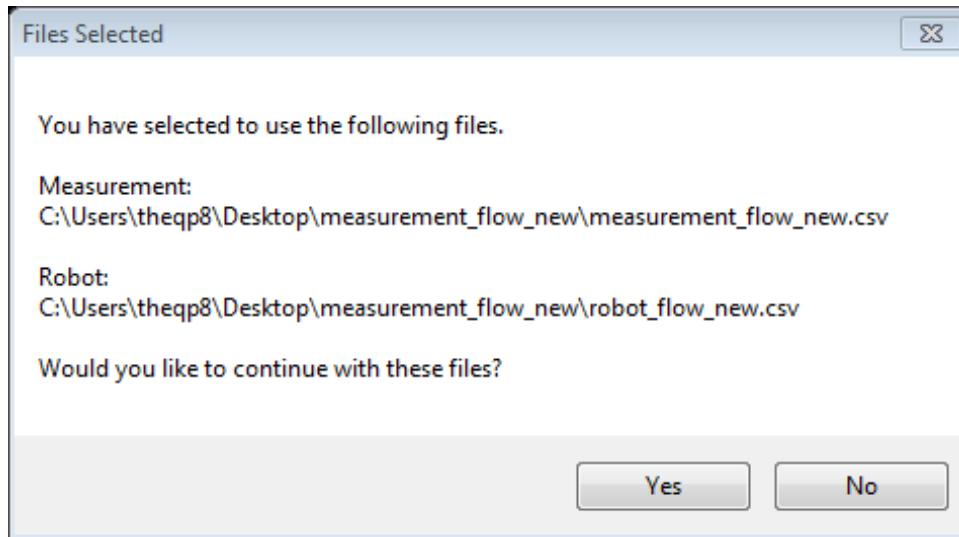 Files Selected
You have selected to use the following files.
Measurement:
C:\Users\theqp8\Desktop\measurement_flow_new\measurement_flow_new.csv
Robot:
C:\Users\theqp8\Desktop\measurement_flow_new\robot_flow_new.csv
Would you like to continue with these files?
Yes No